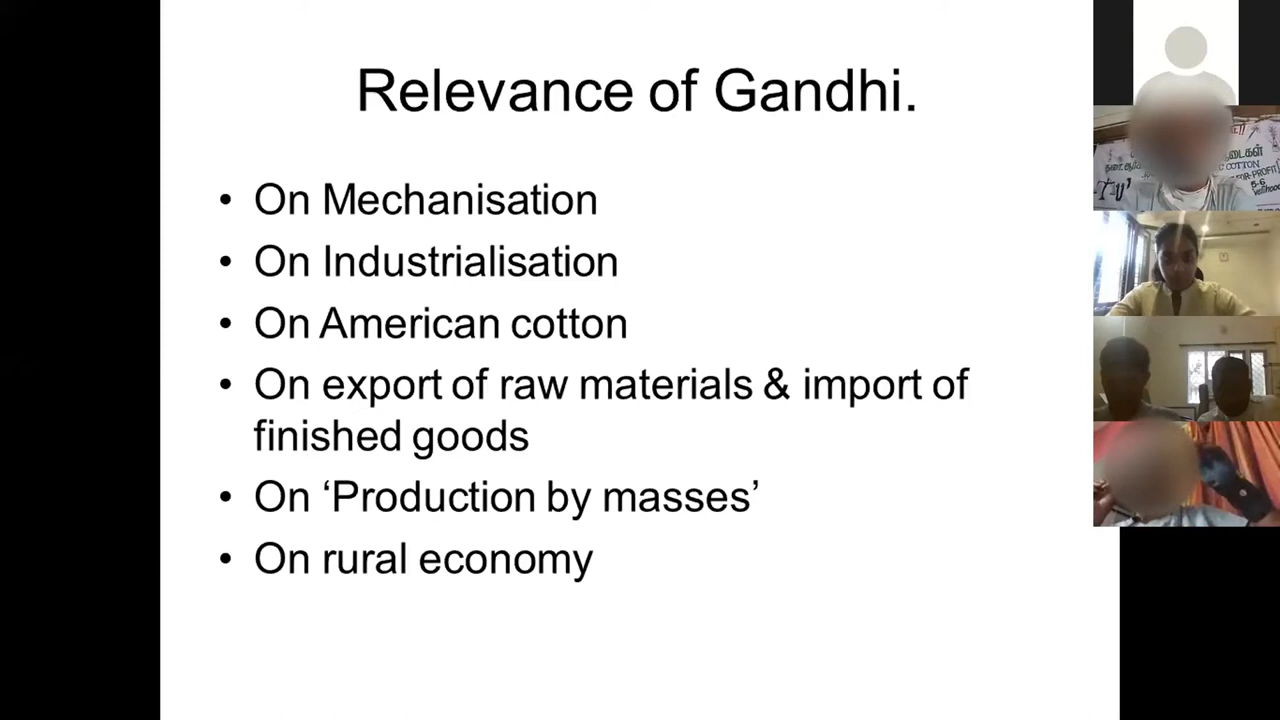 Relevance of Gandhi.
• On Mechanisation
• On Industrialisation
• On American cotton
• On export of raw materials & import of
finished goods
• On ‘Production by masses’
• On rural economy
COTTON